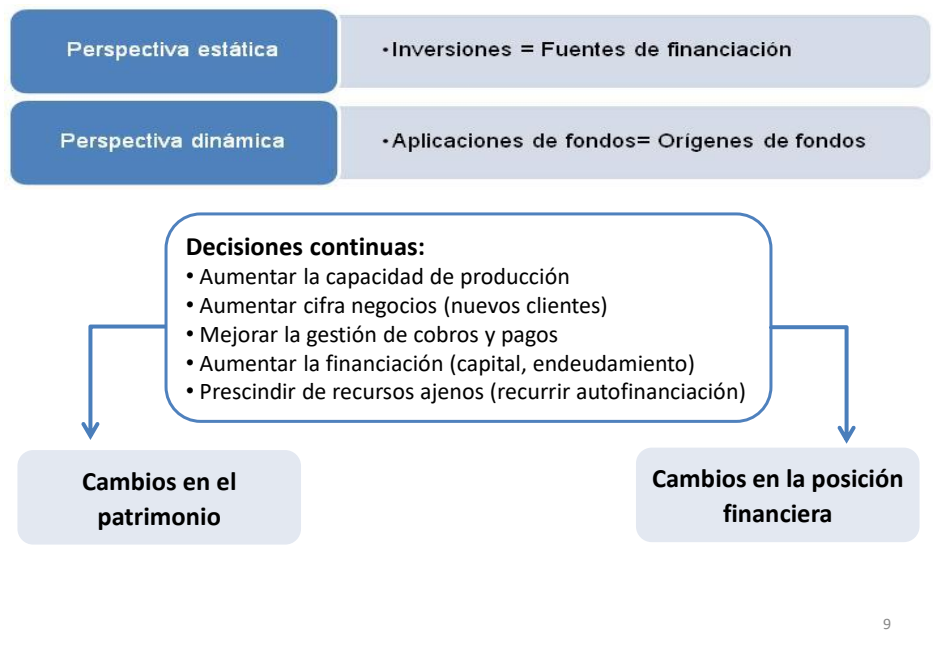 Perspectiva estática
•Inversiones = Fuentes de financiación
Perspectiva dinámica
•Aplicaciones de fondos= Orígenes de fondos
Decisiones continuas:
• Aumentar la capacidad de producción
• Aumentar cifra negocios (nuevos clientes)
• Mejorar la gestión de cobros y pagos
• Aumentar la financiación (capital, endeudamiento)
• Prescindir de recursos ajenos (recurrir autofinanciación)
Cambios en el
patrimonio
Cambios en la posición
financiera
9